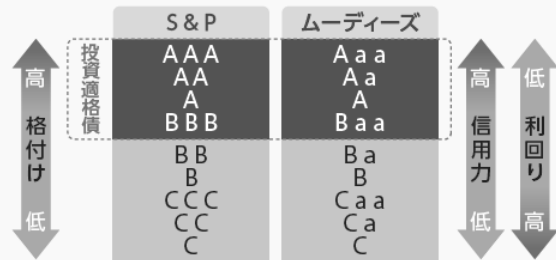 S&P ムーディーズ
投資適格債
高 格付け 低
AAA Aaa
AA Aa
A A
BBB Baa
BB Ba
B B
CCC Caa
CC Ca
C C
高 信用力 低
低 利回り 高